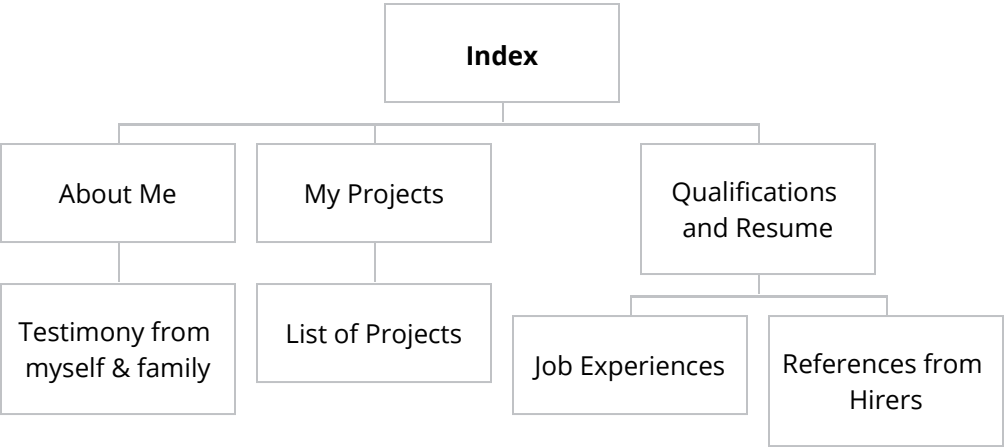 Index
About Me
My Projects
Qualifications
and Resume
Testimony from
myself & family
List of Projects
Job Experiences
References from
Hirers